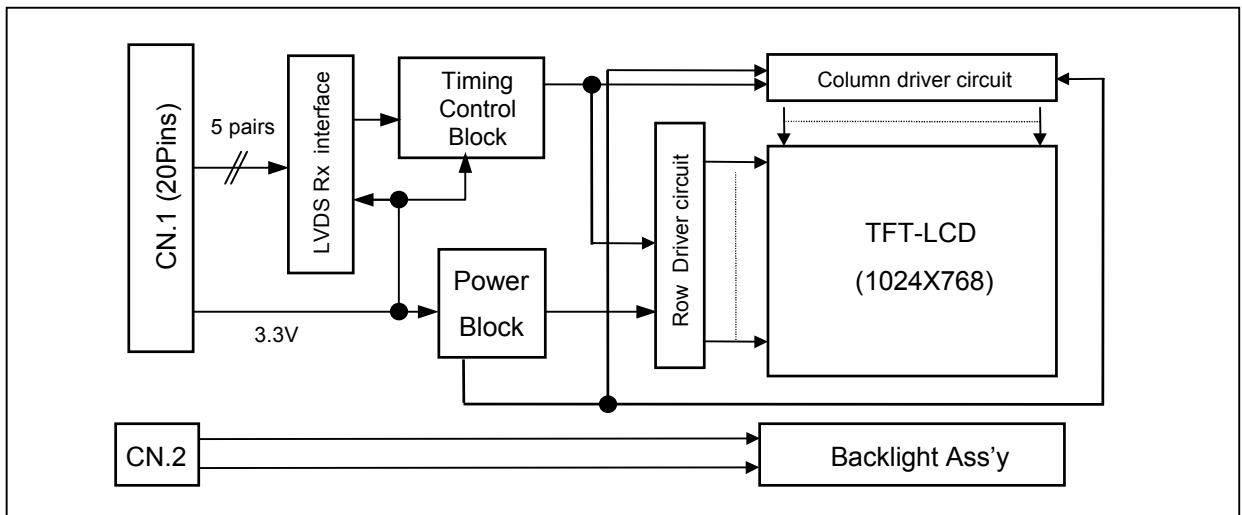 CN.1 (20Pins)
5 pairs
LVDS Rx interface
Timing
Control
Block
Column driver circuit
Row Driver circuit
TFT-LCD
(1024X768)
Power
Block
3.3V
CN.2
Backlight Ass'y